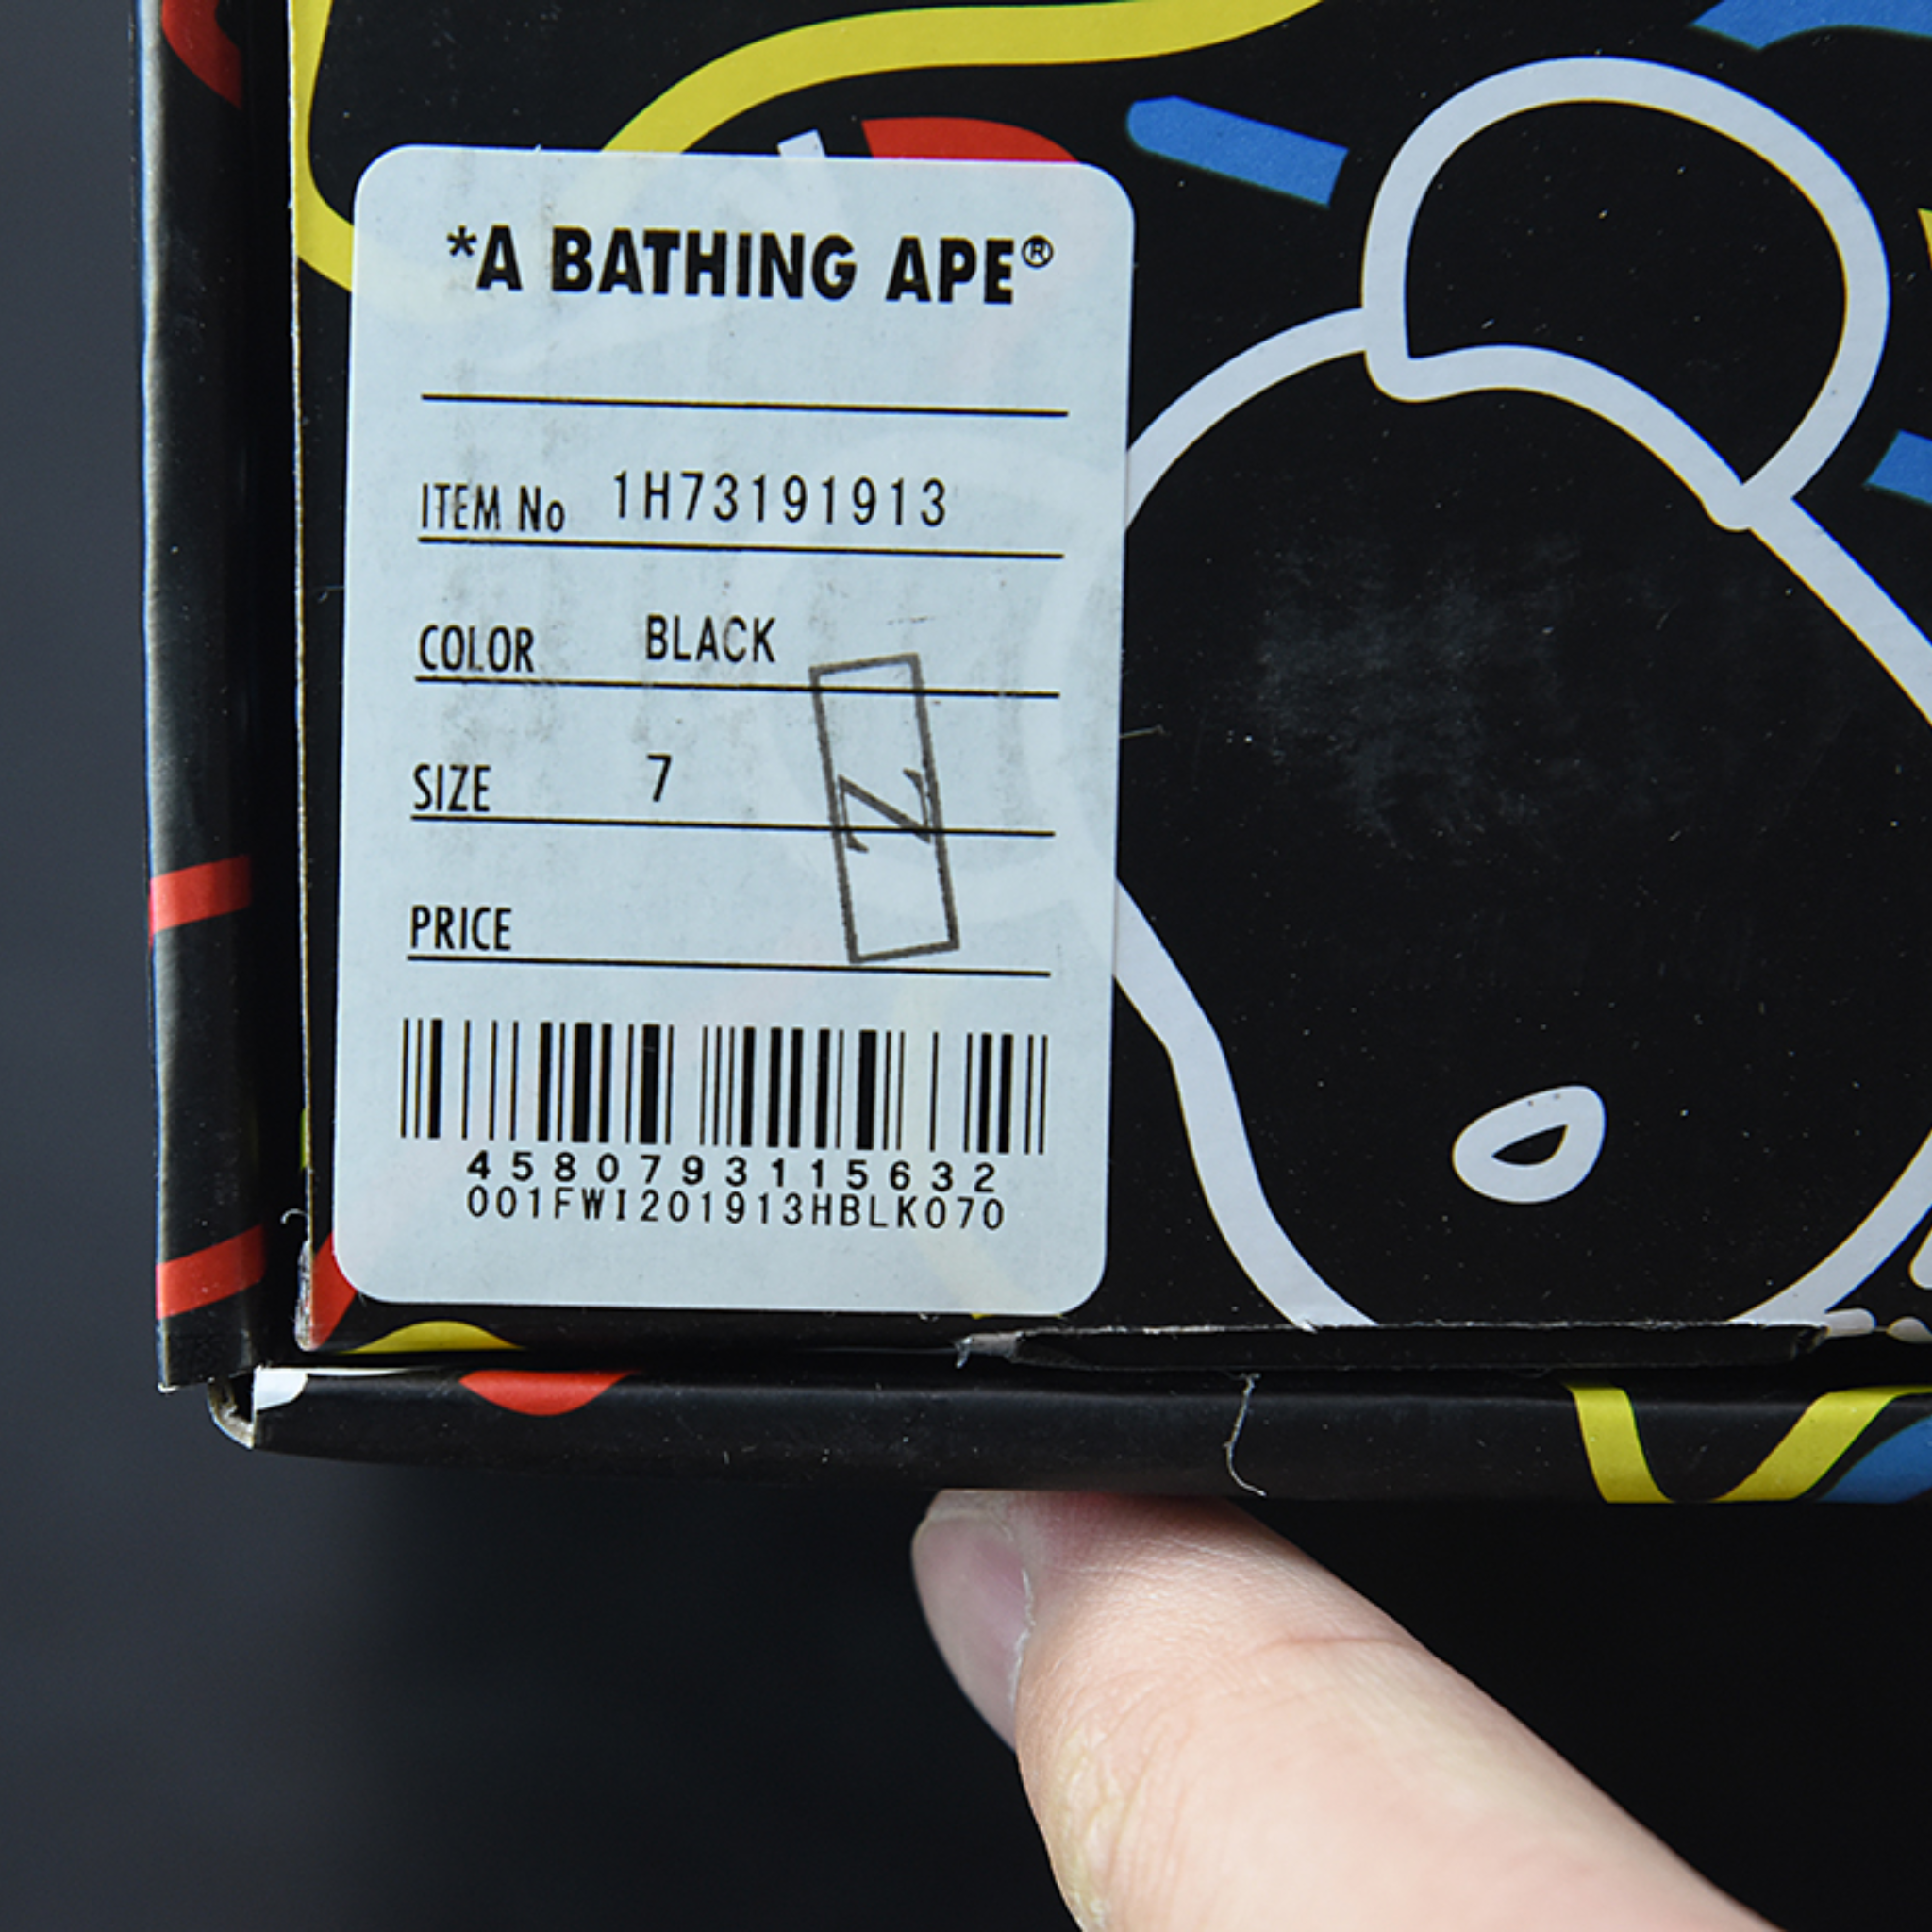 *A BATHING APE®
ITEM No 1H73191913
COLOR BLACK
SIZE 7
N
PRICE
4580793115632
001FWI201913HBLK070